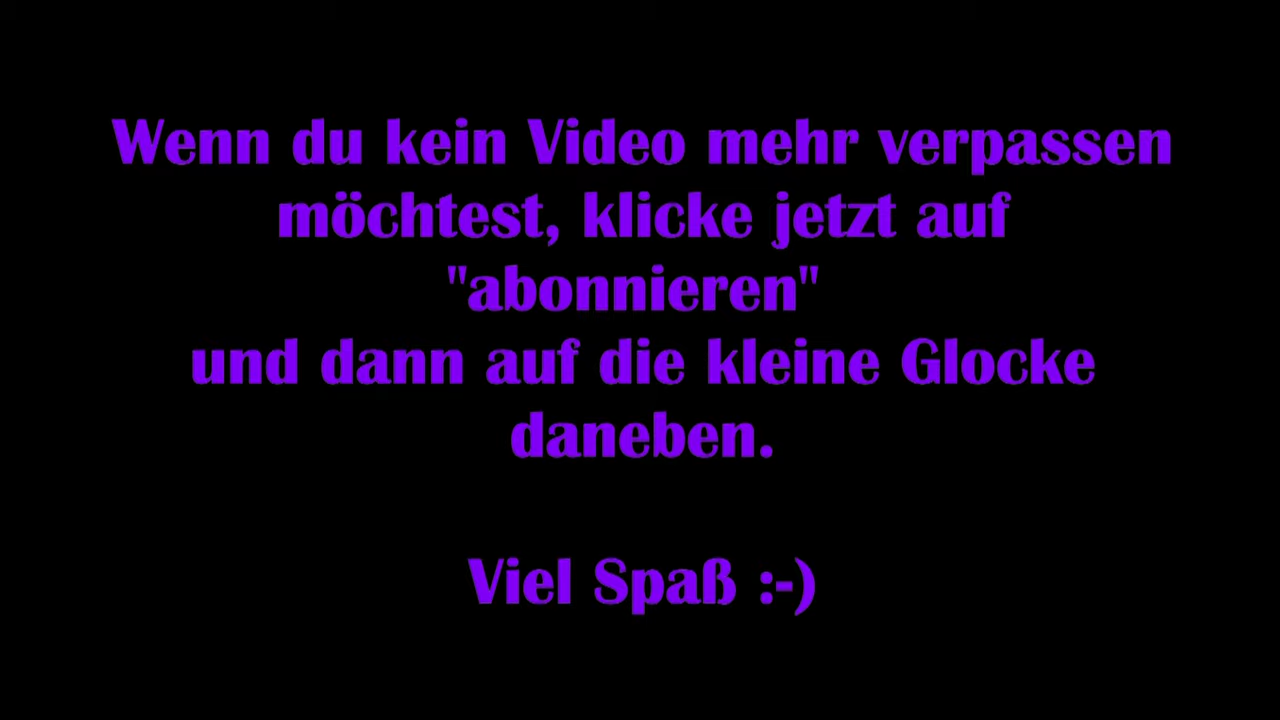 Wenn du kein Video mehr verpassen
möchtest, klicke jetzt auf
"abonnieren"
und dann auf die kleine Glocke
daneben.
Viel Spaß :-)